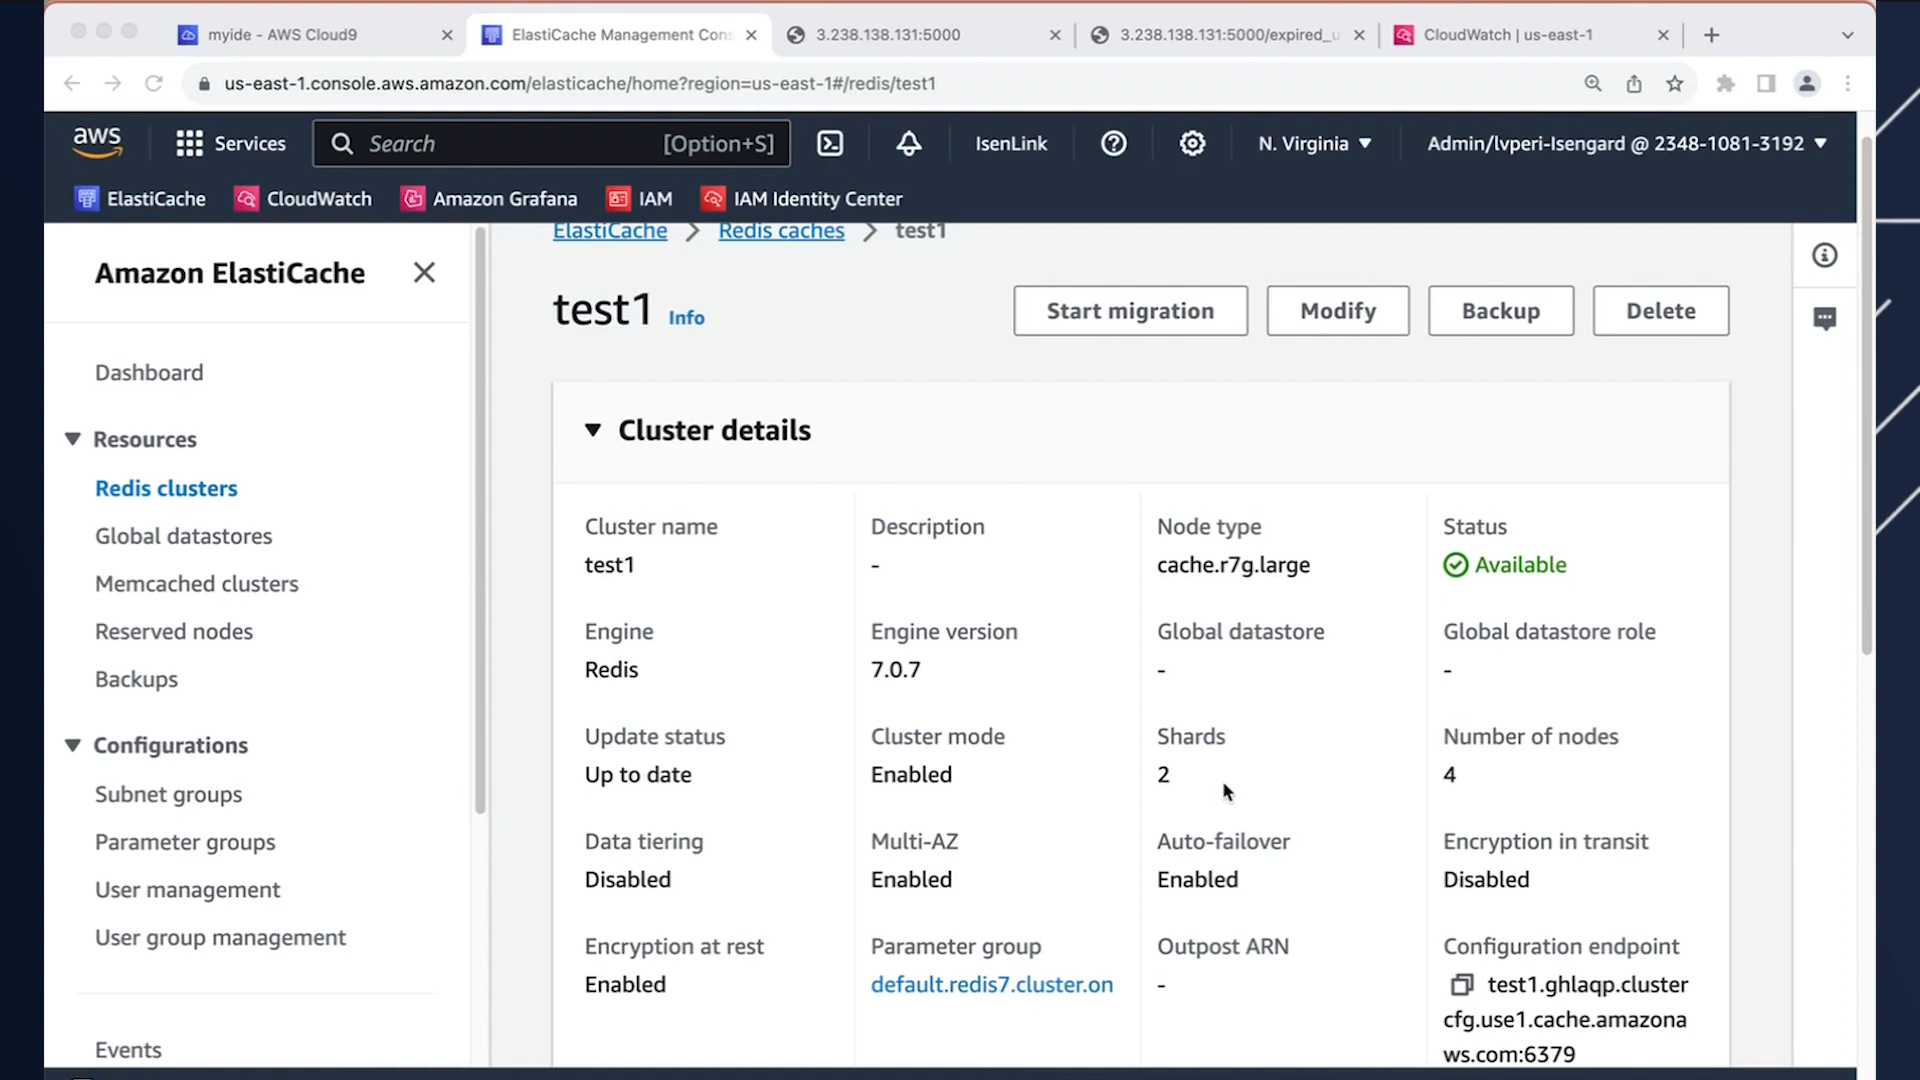 myide - AWS Cloud9
ElastiCache Management Cons
3.238.138.131:5000
3.238.138.131:5000/expired_u
CloudWatch | us-east-1
us-east-1.console.aws.amazon.com/elasticache/home?region=us-east-1#/redis/test1
aws
Services
Search
[Option+S]
IsenLink
N. Virginia
Admin/lvperi-Isengard @ 2348-1081-3192
ElastiCache
CloudWatch
Amazon Grafana
IAM
IAM Identity Center
Amazon ElastiCache
Dashboard
Resources
Redis clusters
Global datastores
Memcached clusters
Reserved nodes
Backups
Configurations
Subnet groups
Parameter groups
User management
User group management
Events
ElastiCache
Redis caches
test1
test1 Info
Start migration
Modify
Backup
Delete
Cluster details
Cluster name
test1
Description
-
Node type
cache.r7g.large
Status
Available
Engine
Redis
Engine version
7.0.7
Global datastore
-
Global datastore role
-
Update status
Up to date
Cluster mode
Enabled
Shards
2
Number of nodes
4
Data tiering
Disabled
Multi-AZ
Enabled
Auto-failover
Enabled
Encryption in transit
Disabled
Encryption at rest
Enabled
Parameter group
default.redis7.cluster.on
Outpost ARN
-
Configuration endpoint
test1.ghlaqp.cluster
cfg.use1.cache.amazona
ws.com:6379